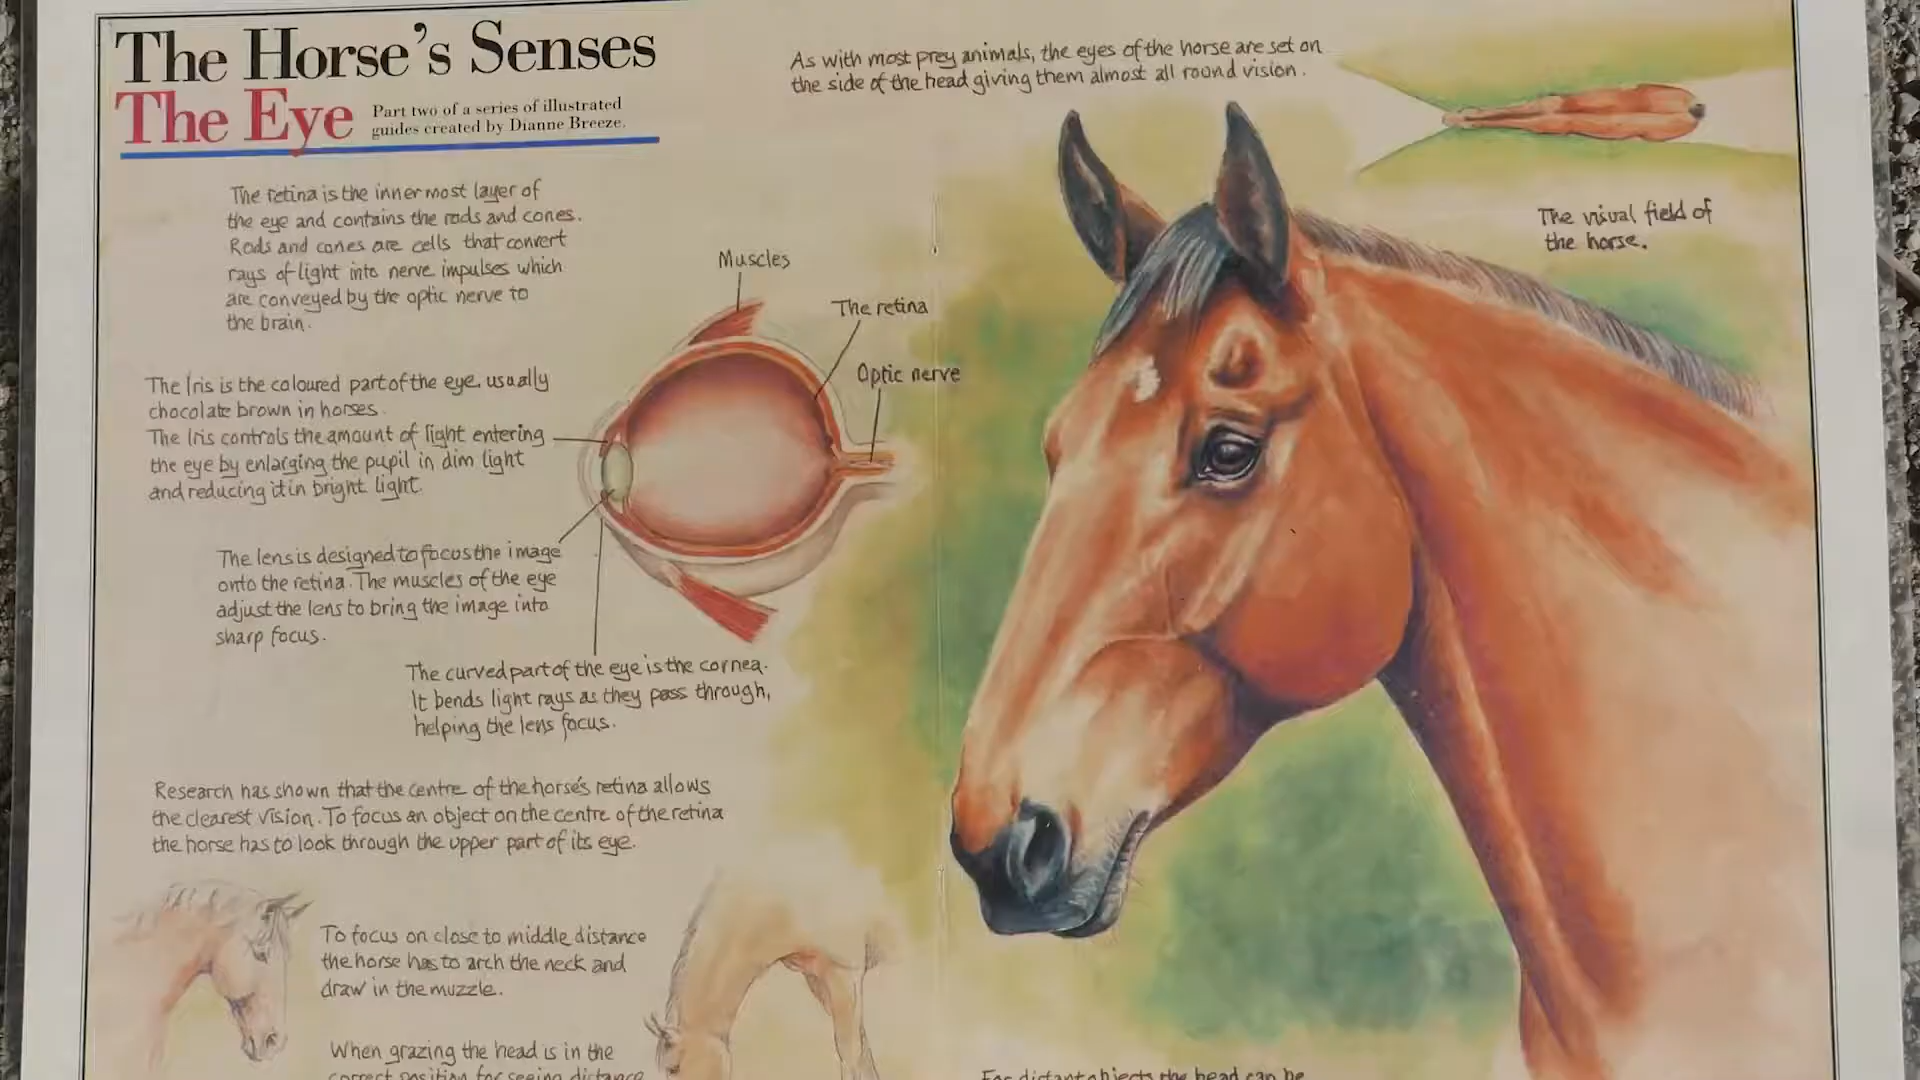 The Horse's Senses
The Eye
Part two of a series of illustrated
guides created by Dianne Breeze.
As with most prey animals, the eyes of the horse are set on
the side of the head giving them almost all round vision.
The visual field of
the horse.
The retina is the inner most layer of
the eye and contains the rods and cones.
Rods and cones are cells that convert
rays of light into nerve impulses which
are conveyed by the optic nerve to
the brain.
Muscles
The retina
Optic nerve
The Iris is the coloured part of the eye. usually
chocolate brown in horses.
The Iris controls the amount of light entering
the eye by enlarging the pupil in dim light
and reducing it in bright light.
The lens is designed to focus the image
onto the retina. The muscles of the eye
adjust the lens to bring the image into
sharp focus.
The curved part of the eye is the cornea.
It bends light rays as they pass through,
helping the lens focus.
Research has shown that the centre of the horse's retina allows
the clearest vision. To focus an object on the centre of the retina
the horse has to look through the upper part of its eye.
To focus on close to middle distance
the horse has to arch the neck and
draw in the muzzle.
When grazing the head is in the
correct position for seeing distance
For distant objects the head can be